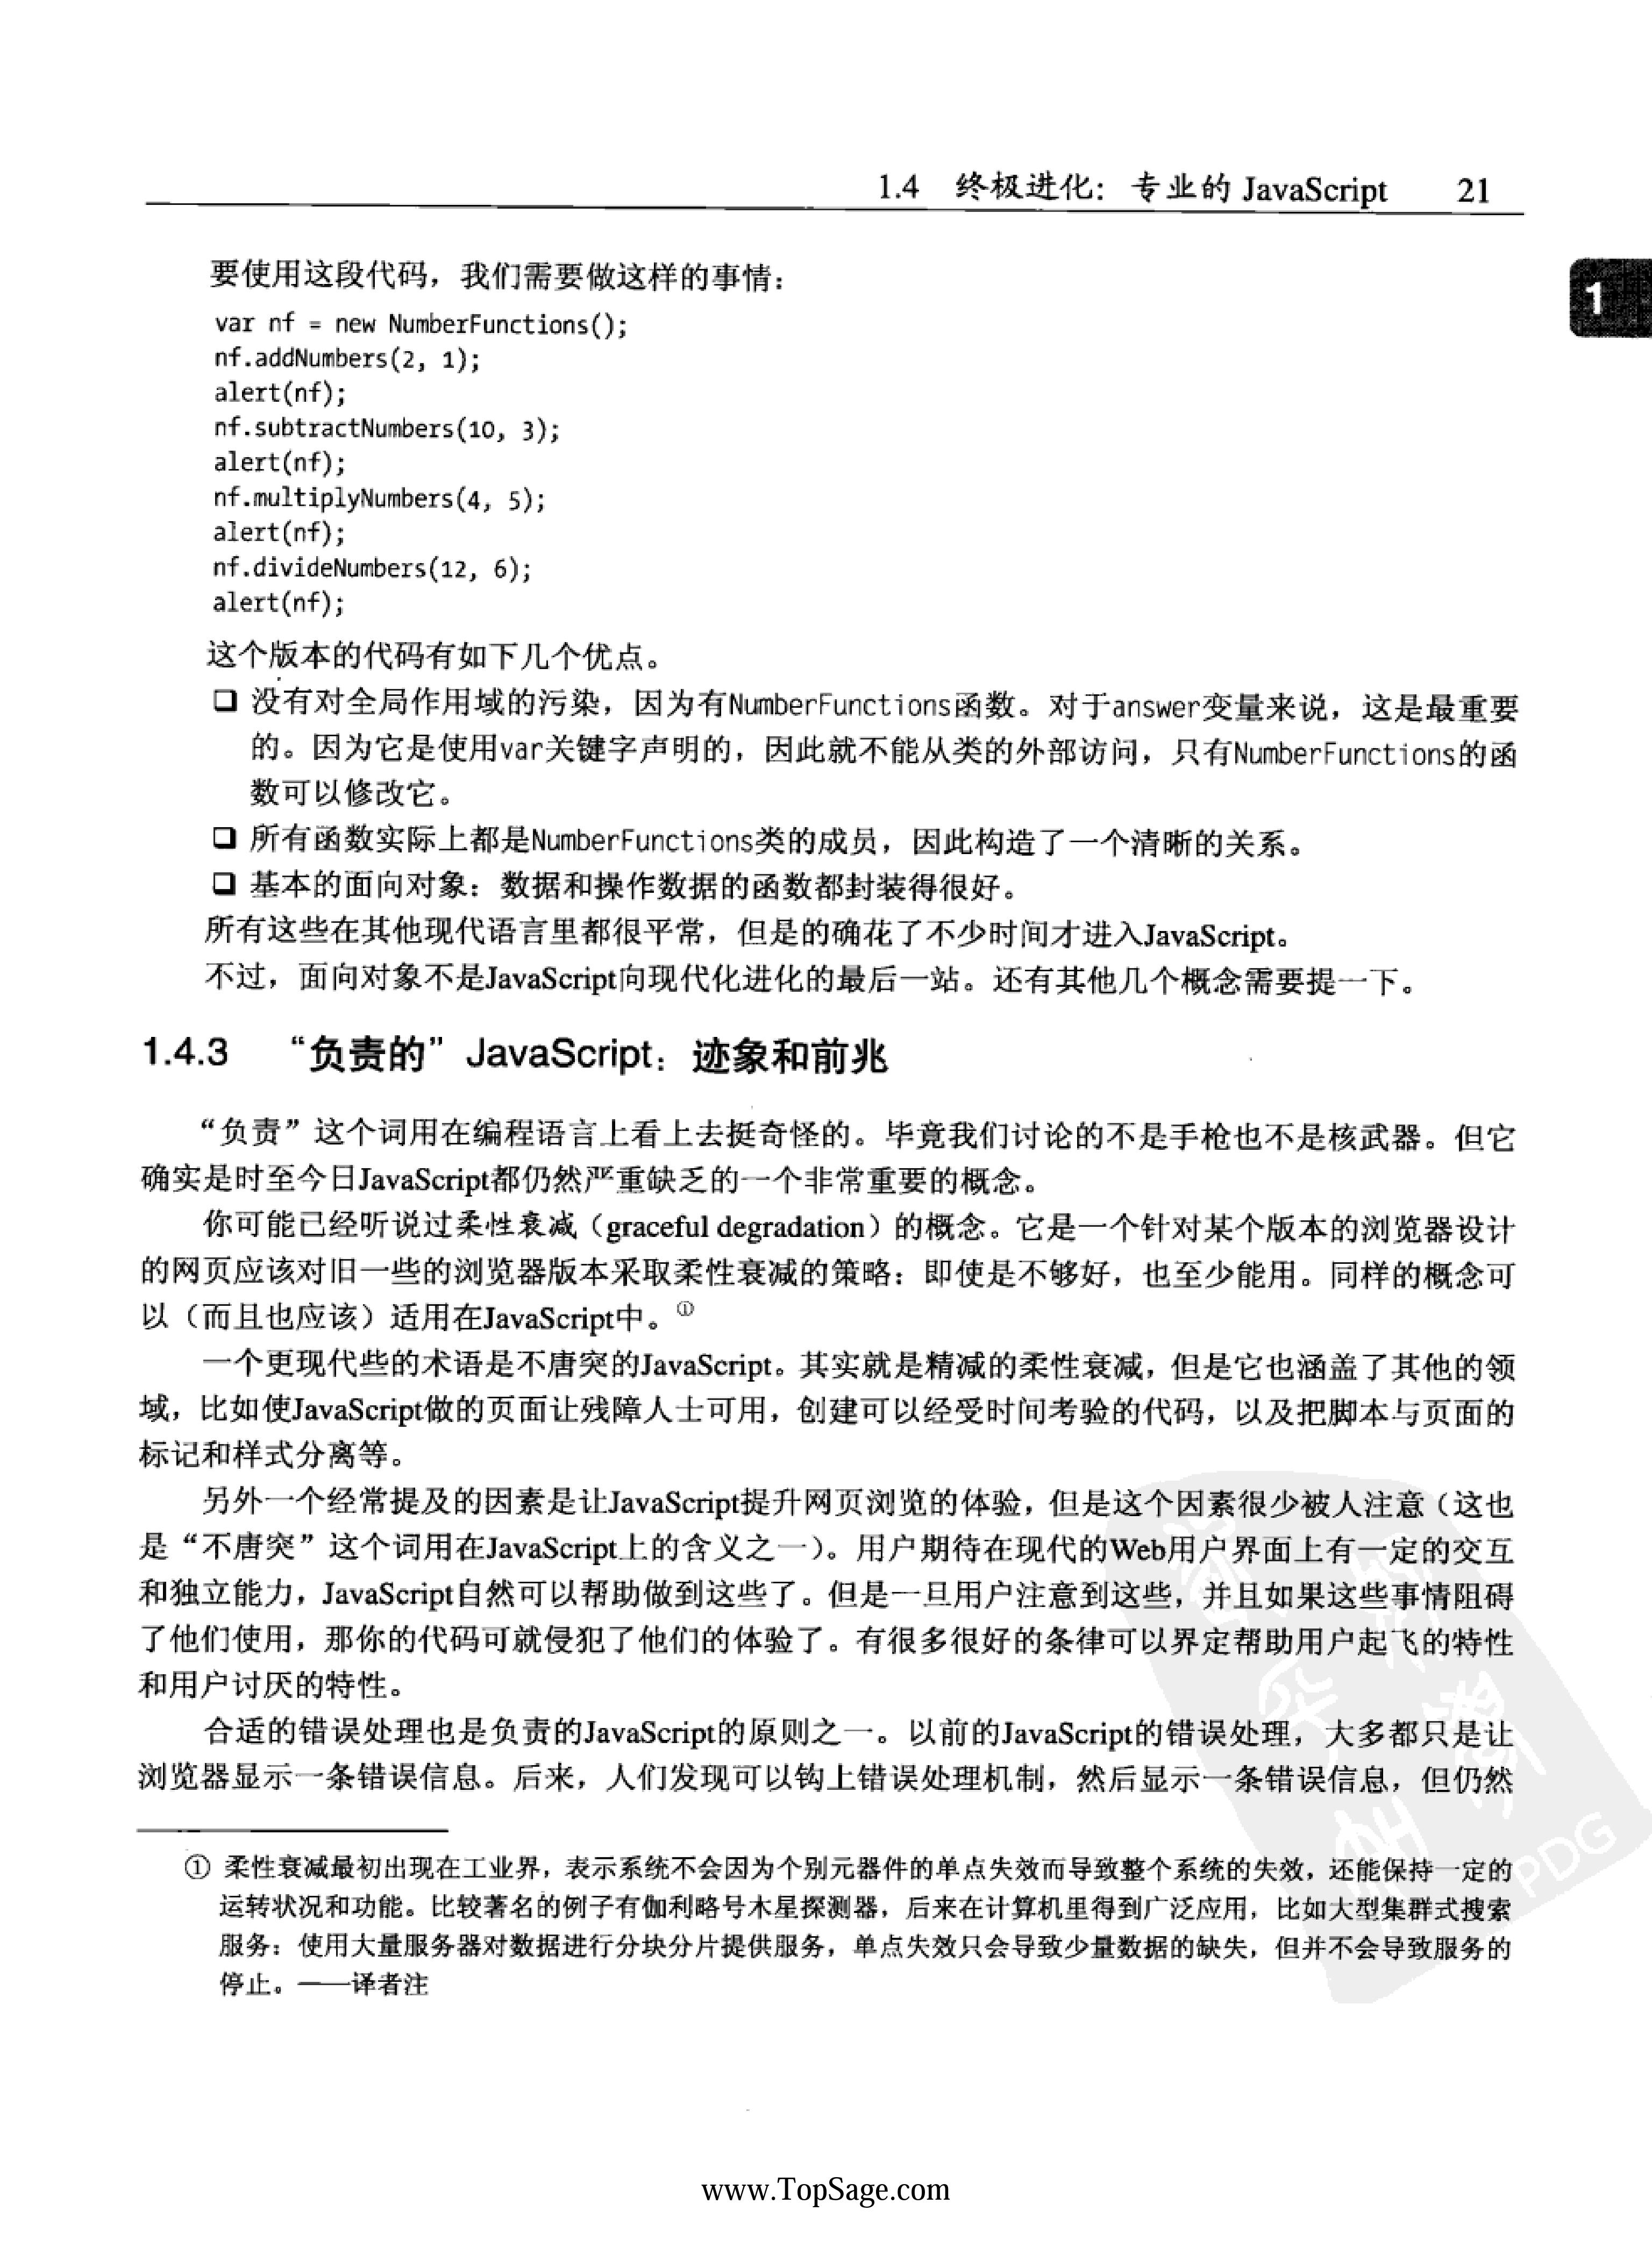 1.4 终极进化：专业的 JavaScript 21
1
要使用这段代码，我们需要做这样的事情：
var nf = new NumberFunctions();
nf.addNumbers(2, 1);
alert(nf);
nf.subtractNumbers(10, 3);
alert(nf);
nf.multiplyNumbers(4, 5);
alert(nf);
nf.divideNumbers(12, 6);
alert(nf);
这个版本的代码有如下几个优点。
❑ 没有对全局作用域的污染，因为有NumberFunctions函数。对于answer变量来说，这是最重要
的。因为它是使用var关键字声明的，因此就不能从类的外部访问，只有NumberFunctions的函
数可以修改它。
❑ 所有函数实际上都是NumberFunctions类的成员，因此构造了一个清晰的关系。
❑ 基本的面向对象：数据和操作数据的函数都封装得很好。
所有这些在其他现代语言里都很平常，但是的确花了不少时间才进入JavaScript。
不过，面向对象不是JavaScript向现代化进化的最后一站。还有其他几个概念需要提一下。
1.4.3 “负责的”JavaScript：迹象和前兆
“负责”这个词用在编程语言上看上去挺奇怪的。毕竟我们讨论的不是手枪也不是核武器。但它
确实是时至今日JavaScript都仍然严重缺乏的一个非常重要的概念。
你可能已经听说过柔性衰减（graceful degradation）的概念。它是一个针对某个版本的浏览器设计
的网页应该对旧一些的浏览器版本采取柔性衰减的策略：即使是不够好，也至少能用。同样的概念可
以（而且也应该）适用在JavaScript中。①
一个更现代些的术语是不唐突的JavaScript。其实就是精减的柔性衰减，但是它也涵盖了其他的领
域，比如使JavaScript做的页面让残障人士可用，创建可以经受时间考验的代码，以及把脚本与页面的
标记和样式分离等。
另外一个经常提及的因素是让JavaScript提升网页浏览的体验，但是这个因素很少被人注意（这也
是“不唐突”这个词用在JavaScript上的含义之一）。用户期待在现代的Web用户界面上有一定的交互
和独立能力，JavaScript自然可以帮助做到这些了。但是一旦用户注意到这些，并且如果这些事情阻碍
了他们使用，那你的代码可就侵犯了他们的体验了。有很多很好的条律可以界定帮助用户起飞的特性
和用户讨厌的特性。
合适的错误处理也是负责的JavaScript的原则之一。以前的JavaScript的错误处理，大多都只是让
浏览器显示一条错误信息。后来，人们发现可以钩上错误处理机制，然后显示一条错误信息，但仍然
① 柔性衰减最初出现在工业界，表示系统不会因为个别元器件的单点失效而导致整个系统的失效，还能保持一定的
运转状况和功能。比较著名的例子有伽利略号木星探测器，后来在计算机里得到广泛应用，比如大型集群式搜索
服务：使用大量服务器对数据进行分块分片提供服务，单点失效只会导致少量数据的缺失，但并不会导致服务的
停止。——译者注
PDG
www.TopSage.com